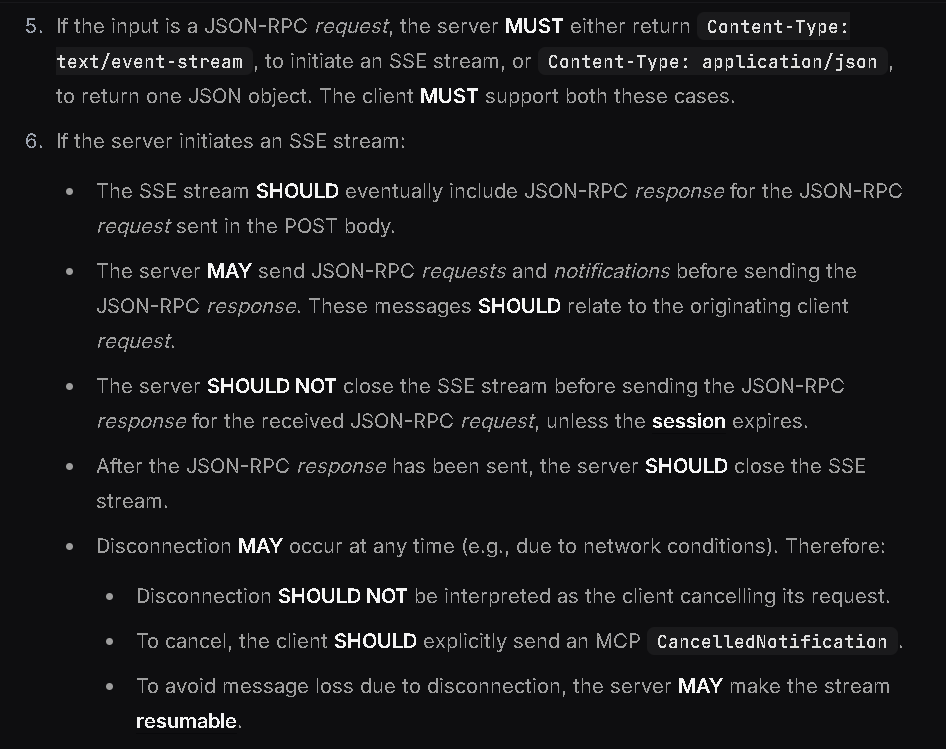 5. If the input is a JSON-RPC request, the server MUST either return Content-Type:
text/event-stream , to initiate an SSE stream, or Content-Type: application/json ,
to return one JSON object. The client MUST support both these cases.
6. If the server initiates an SSE stream:
• The SSE stream SHOULD eventually include JSON-RPC response for the JSON-RPC
request sent in the POST body.
• The server MAY send JSON-RPC requests and notifications before sending the
JSON-RPC response. These messages SHOULD relate to the originating client
request.
• The server SHOULD NOT close the SSE stream before sending the JSON-RPC
response for the received JSON-RPC request, unless the session expires.
• After the JSON-RPC response has been sent, the server SHOULD close the SSE
stream.
• Disconnection MAY occur at any time (e.g., due to network conditions). Therefore:
• Disconnection SHOULD NOT be interpreted as the client cancelling its request.
• To cancel, the client SHOULD explicitly send an MCP CancelledNotification .
• To avoid message loss due to disconnection, the server MAY make the stream
resumable.